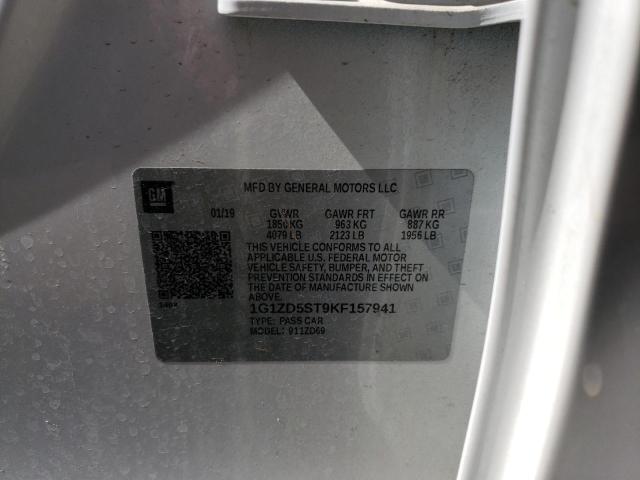 GM
MFD BY GENERAL MOTORS LLC
01/19 GVWR GAWR FRT GAWR RR
1850 KG 963 KG 887 KG
4079 LB 2123 LB 1956 LB
THIS VEHICLE CONFORMS TO ALL
APPLICABLE U.S. FEDERAL MOTOR
VEHICLE SAFETY, BUMPER, AND THEFT
PREVENTION STANDARDS IN EFFECT ON
THE DATE OF MANUFACTURE SHOWN ABOVE.
1G1ZD5ST9KF157941
TYPE: PASS CAR
MODEL: 911ZD69